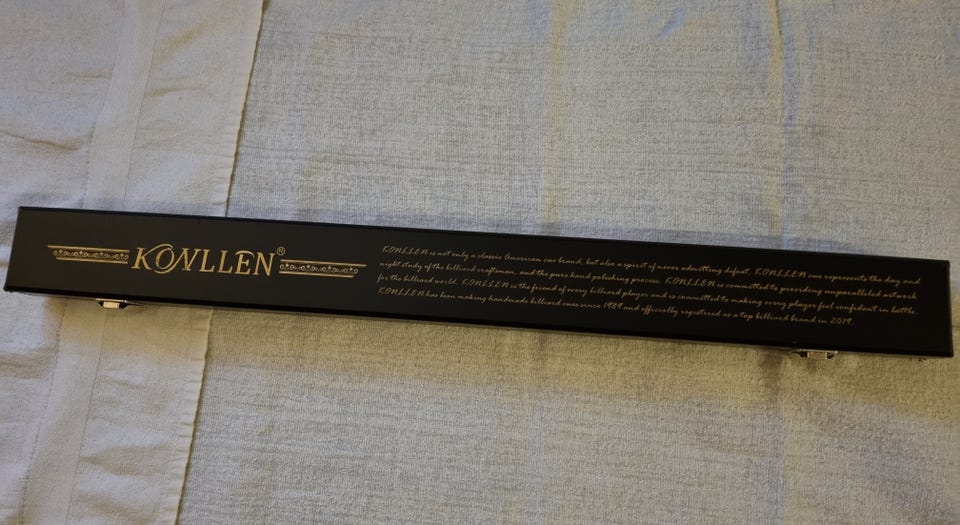 KONLLEN®
KONLLEN is not only a classic American cue brand, but also a spirit of never admitting defeat. KONLLEN cue represents the day and
night study of the billiard craftsman, and the pure hand polishing process. KONLLEN is committed to providing unparalleled artwork
for the billiard world. KONLLEN is the friend of every billiard player and is committed to making every player feel confident in battle.
KONLLEN has been making handmade billiard cues since 1984 and officially registered as a top billiard brand in 2019.